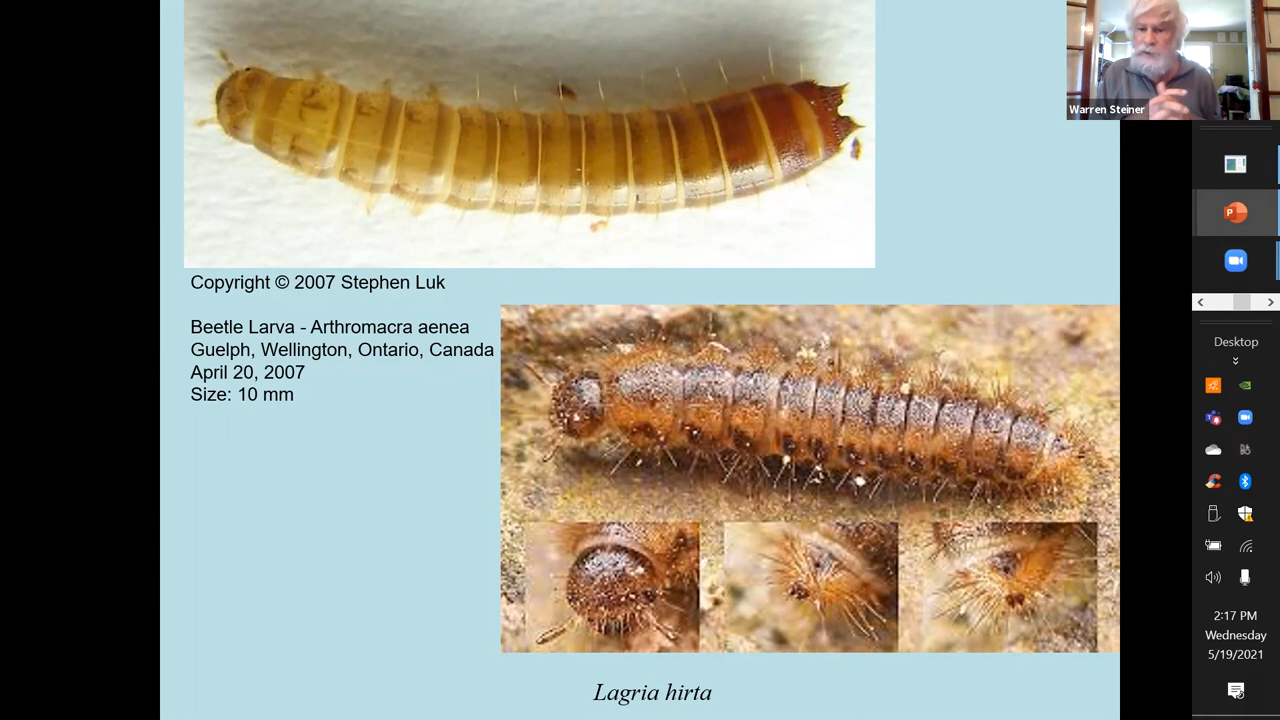 Warren Steiner
Copyright © 2007 Stephen Luk
Beetle Larva - Arthromacra aenea
Guelph, Wellington, Ontario, Canada
April 20, 2007
Size: 10 mm
Lagria hirta
Desktop
2:17 PM
Wednesday
5/19/2021